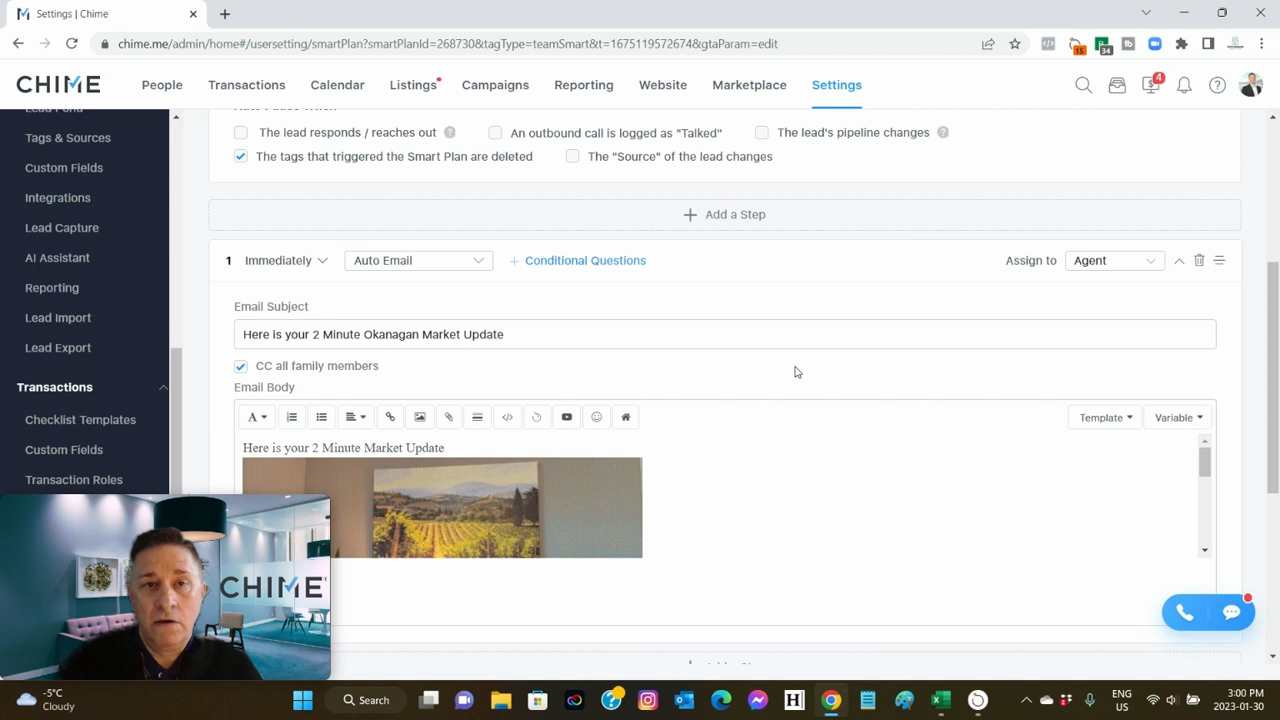 Settings | Chime
chime.me/admin/home#/usersetting/smartPlan?smartPlanId=269730&tagType=teamSmart&t=1675119572674&gtaParam=edit
15
34
CHIME
People
Transactions
Calendar
Listings
Campaigns
Reporting
Website
Marketplace
Settings
4
Tags & Sources
Custom Fields
Integrations
Lead Capture
AI Assistant
Reporting
Lead Import
Lead Export
Transactions
Checklist Templates
Custom Fields
Transaction Roles
The lead responds / reaches out
An outbound call is logged as "Talked"
The lead's pipeline changes
The tags that triggered the Smart Plan are deleted
The "Source" of the lead changes
+ Add a Step
1 Immediately
Auto Email
+ Conditional Questions
Assign to
Agent
Email Subject
Here is your 2 Minute Okanagan Market Update
CC all family members
Email Body
A
Template
Variable
Here is your 2 Minute Market Update
CHIME
-5°C
Cloudy
Search
ENG
US
3:00 PM
2023-01-30